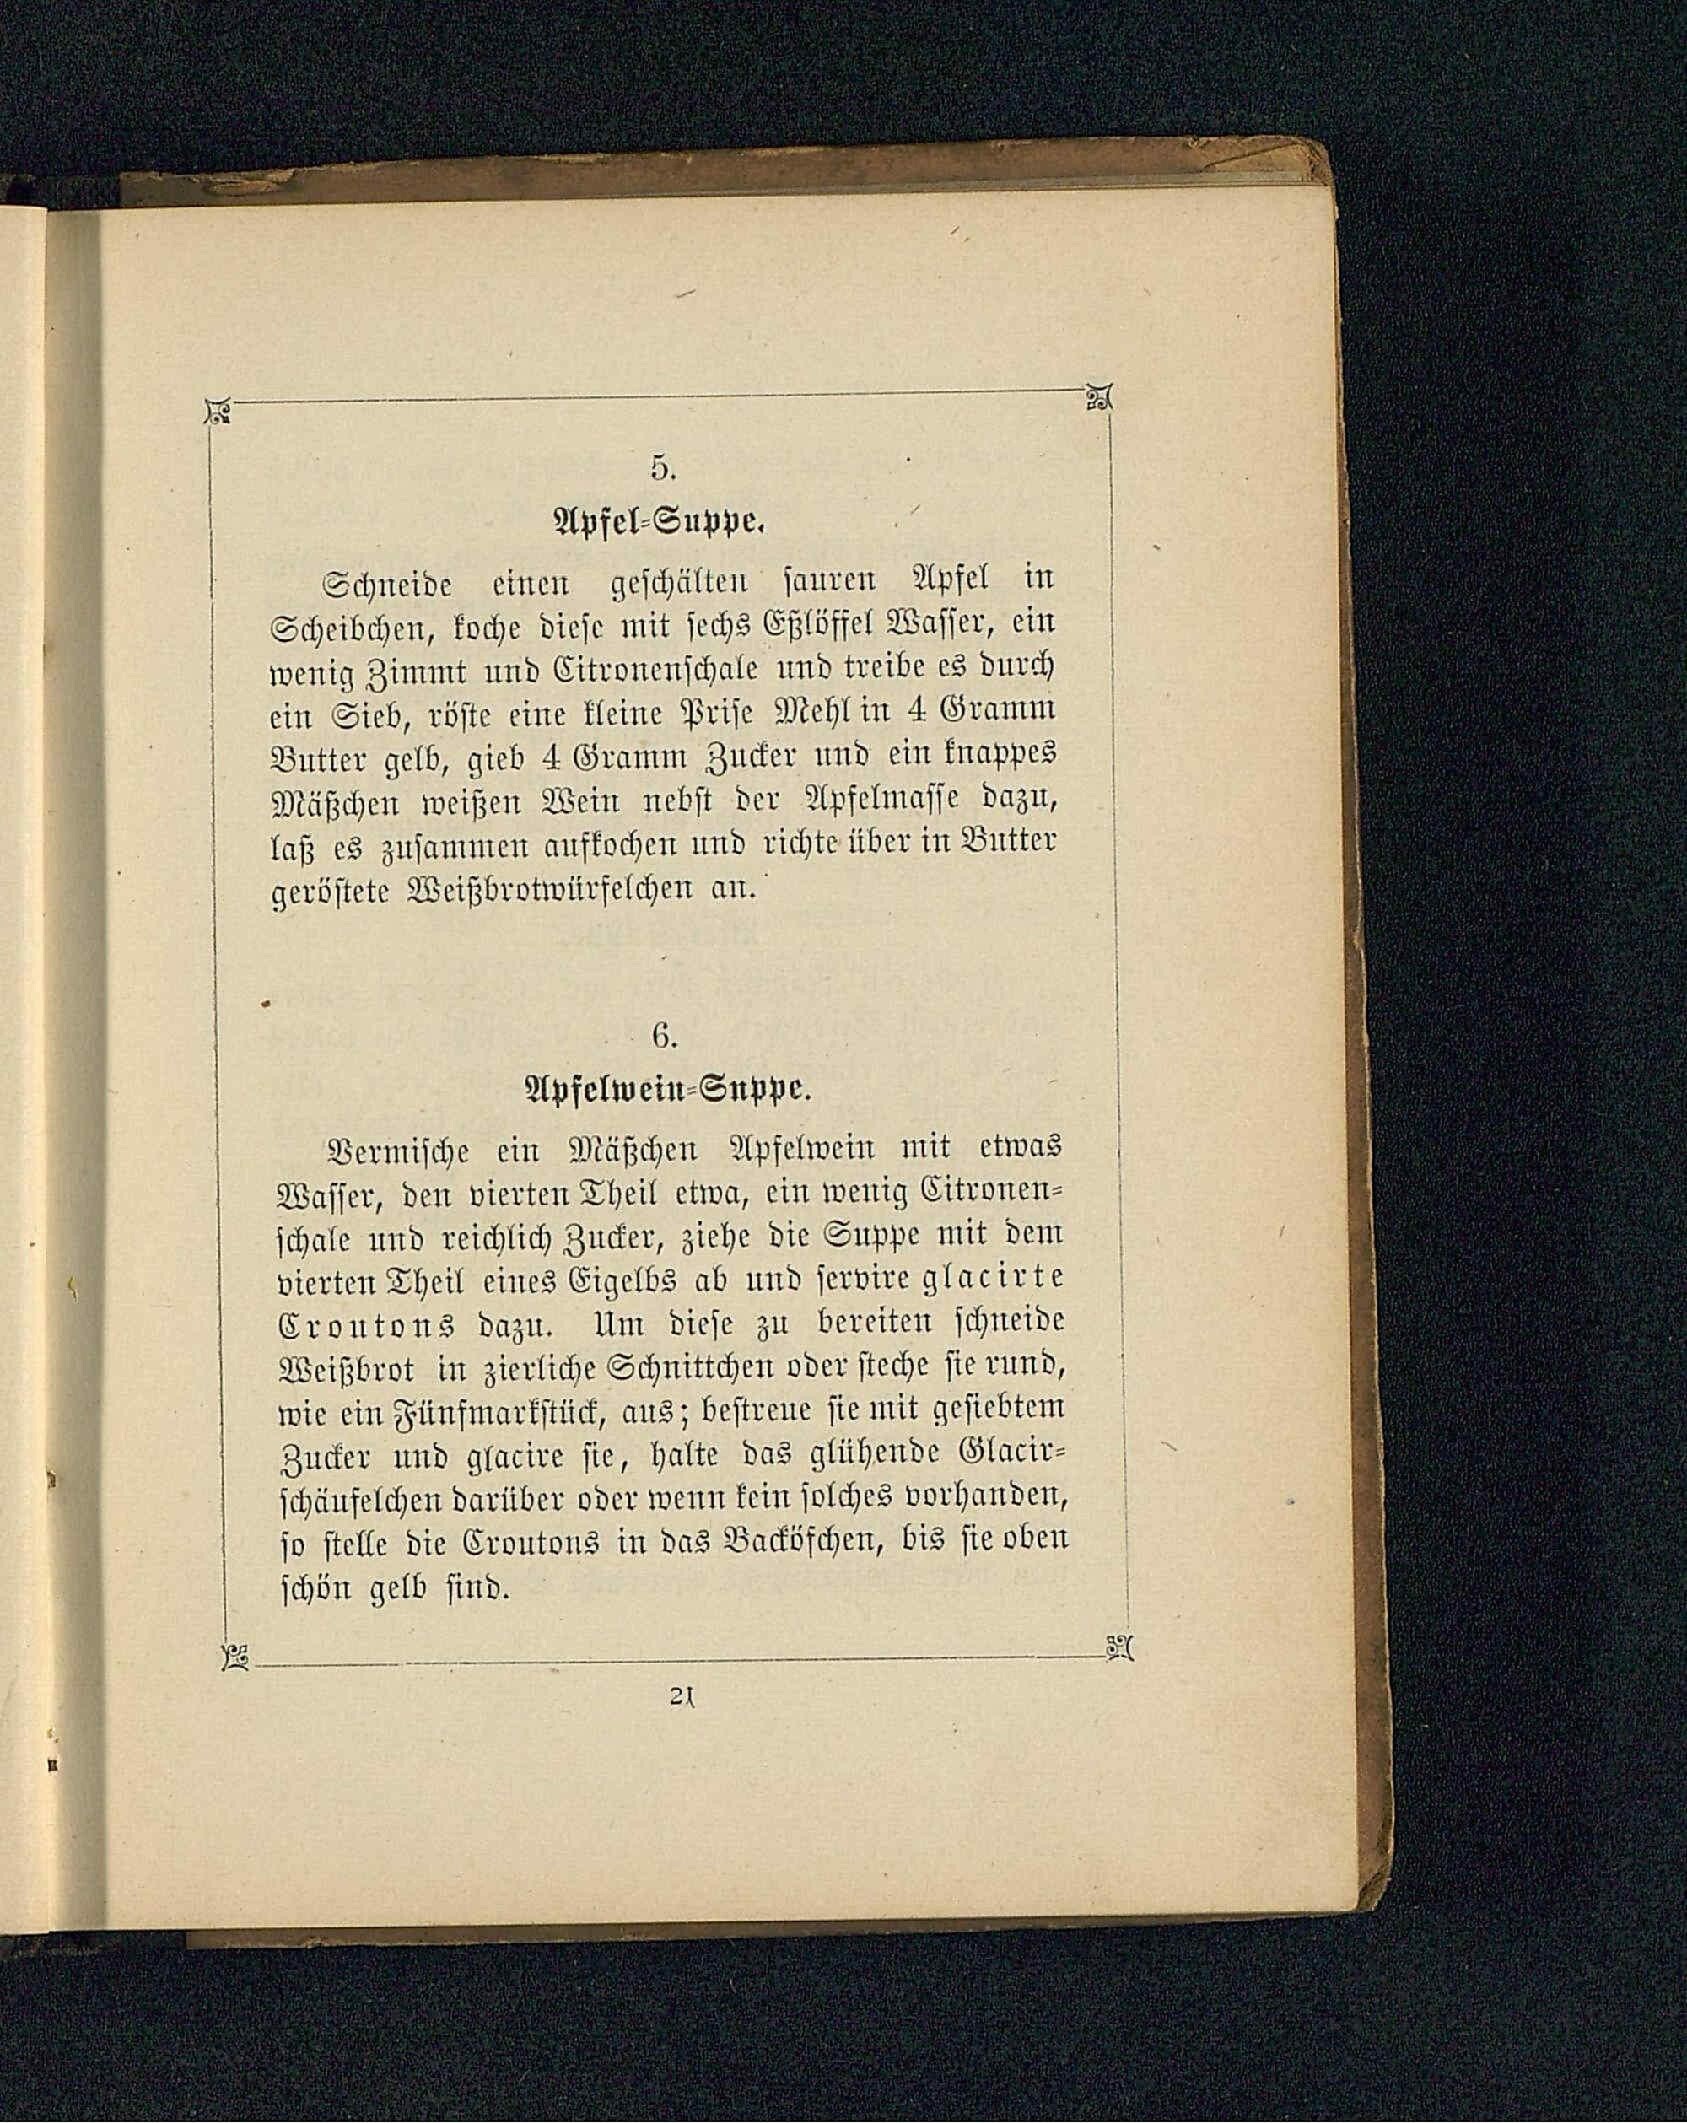 5.
Apfel-Suppe.
Schneide einen geschälten sauren Apfel in
Scheibchen, koche diese mit sechs Eßlöffel Wasser, ein
wenig Zimmt und Citronenschale und treibe es durch
ein Sieb, röste eine kleine Prise Mehl in 4 Gramm
Butter gelb, gieb 4 Gramm Zucker und ein knappes
Mäßchen weißen Wein nebst der Apfelmasse dazu,
laß es zusammen aufkochen und richte über in Butter
geröstete Weißbrotwürfelchen an.
6.
Apfelwein-Suppe.
Vermische ein Mäßchen Apfelwein mit etwas
Wasser, den vierten Theil etwa, ein wenig Citronen-
schale und reichlich Zucker, ziehe die Suppe mit dem
vierten Theil eines Eigelbs ab und servire glacirte
Croutons dazu. Um diese zu bereiten schneide
Weißbrot in zierliche Schnittchen oder steche sie rund,
wie ein Fünfmarkstück, aus; bestreue sie mit gesiebtem
Zucker und glacire sie, halte das glühende Glacir-
schäufelchen darüber oder wenn kein solches vorhanden,
so stelle die Croutons in das Backöfchen, bis sie oben
schön gelb sind.
21